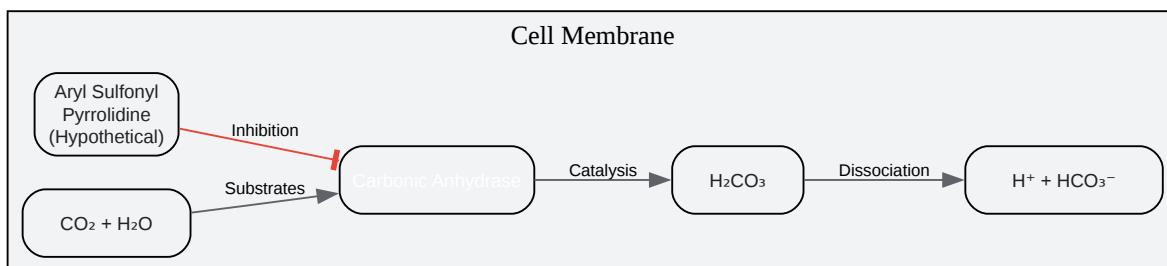 Cell Membrane
Aryl Sulfonyl
Pyrrolidine
(Hypothetical)
Inhibition
Carbonic Anhydrase
Catalysis
H₂CO₃
Dissociation
H⁺ + HCO₃⁻
Substrates
CO₂ + H₂O